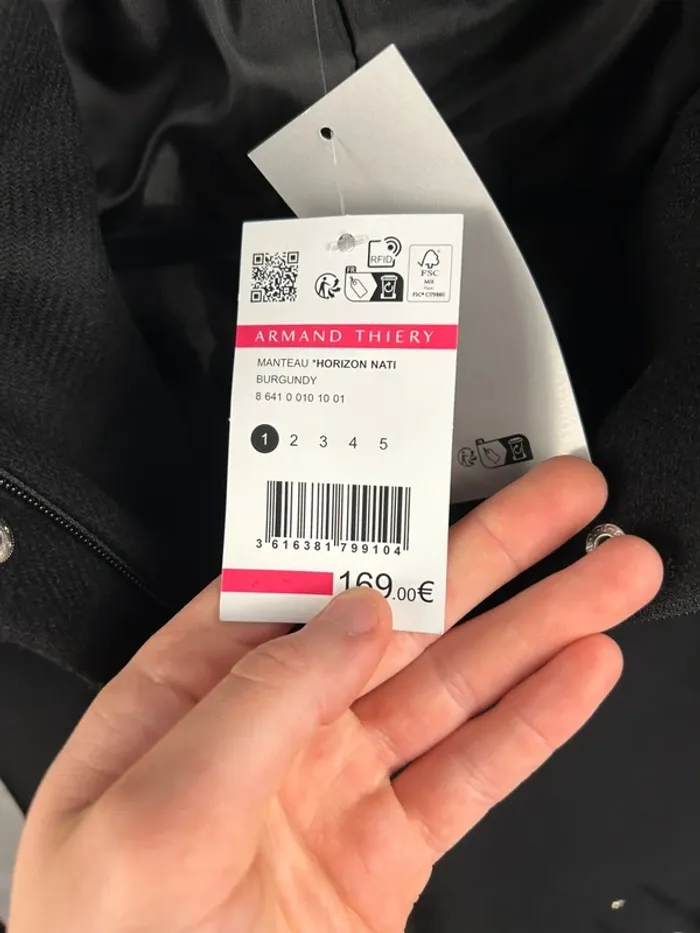 RFID
FR
FSC
MIX
ARMAND THIERY
MANTEAU *HORIZON NATI
BURGUNDY
8 641 0 010 10 01
1 2 3 4 5
3 616381 799104
169.00€